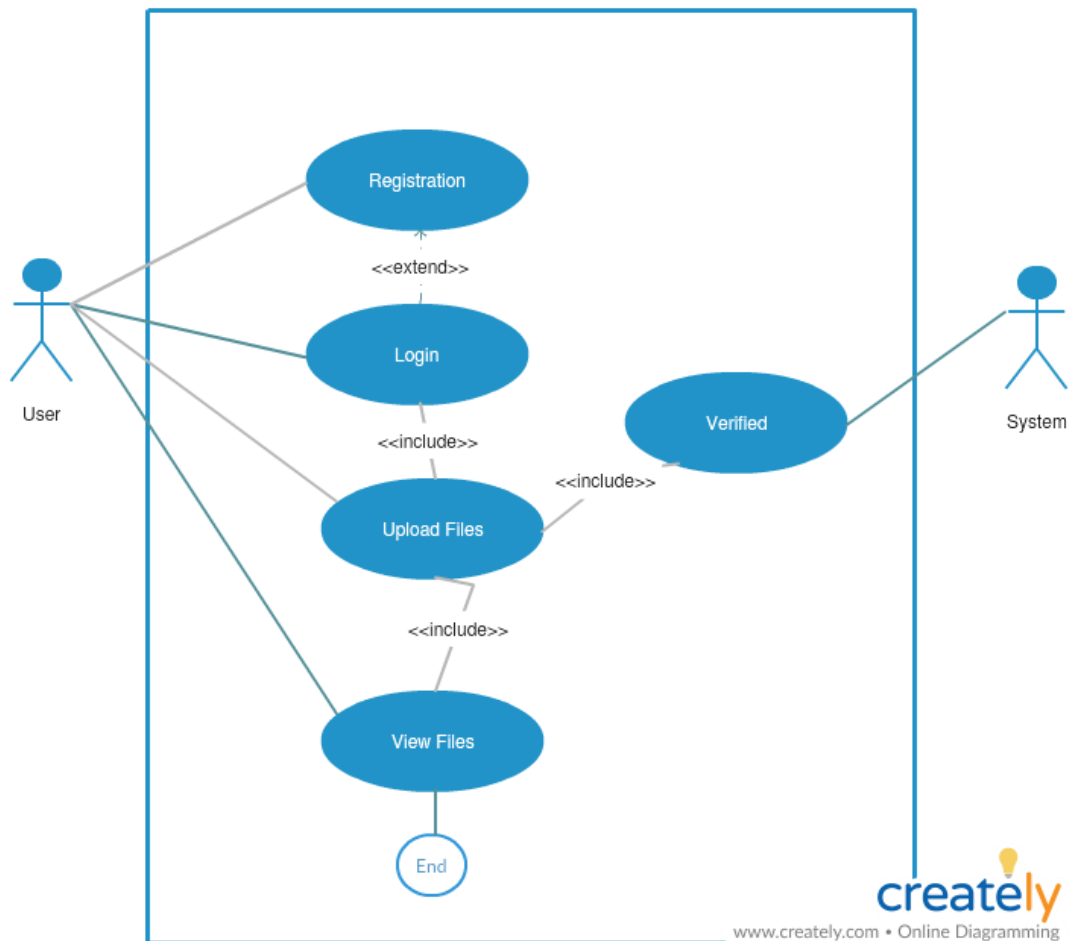 Registration
<<extend>>
Login
User
Verified
System
<<include>>
<<include>>
Upload Files
<<include>>
View Files
End
creately
www.creately.com • Online Diagramming